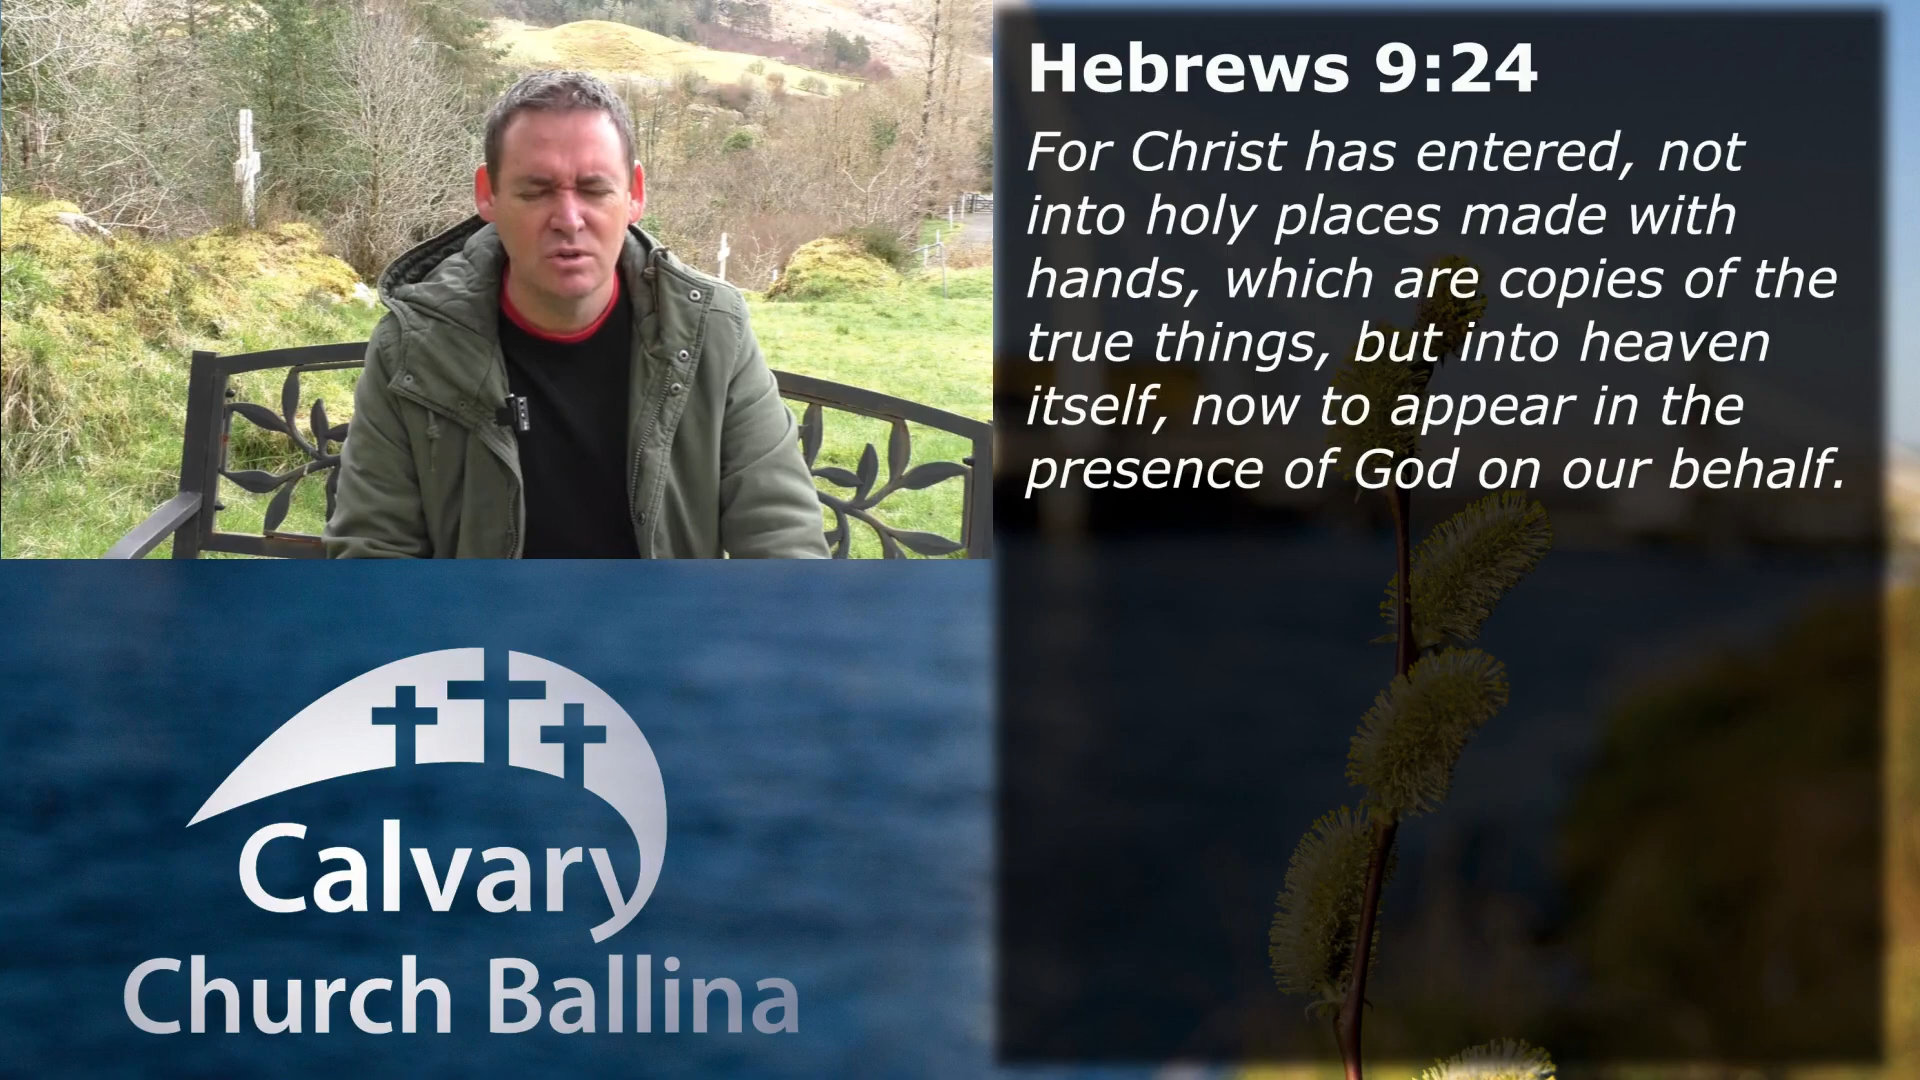 Hebrews 9:24
For Christ has entered, not
into holy places made with
hands, which are copies of the
true things, but into heaven
itself, now to appear in the
presence of God on our behalf.
Calvary
Church Ballina